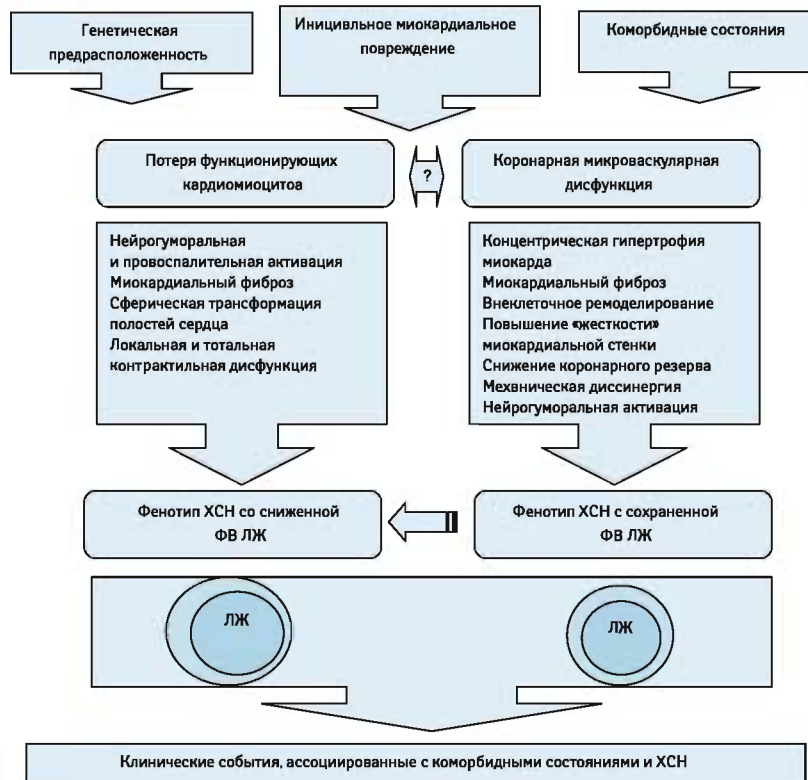 Генетическая
предрасположенность
Иницивльное миокардиальное
повреждение
Коморбидные состояния
Потеря функционирующих
кардиомиоцитоа
?
Коронарная микроваскулярная
дисфункция
Нейрогуморальная
и провоспалительная активация
Миокардиальный фиброз
Сферическая трансформация
полостей сердца
Локальная и тотальная
контрактильная дисфункция
Концентрическая гипертрофия
миокарда
Миокардиальный фиброз
Внеклеточное ремоделирование
Повышение «жесткости»
миокардиальной стенки
Снижение коронарного резерва
Мехвническая диссинергия
Нейрогуморальная активация
Фенотип ХСН со сниженной
ФВ ЛЖ
Фенотип ХСН с сохраненной
ФВ ЛЖ
ЛЖ
ЛЖ
Клинические события, ассоциированные с коморбидными состояниями и ХСН